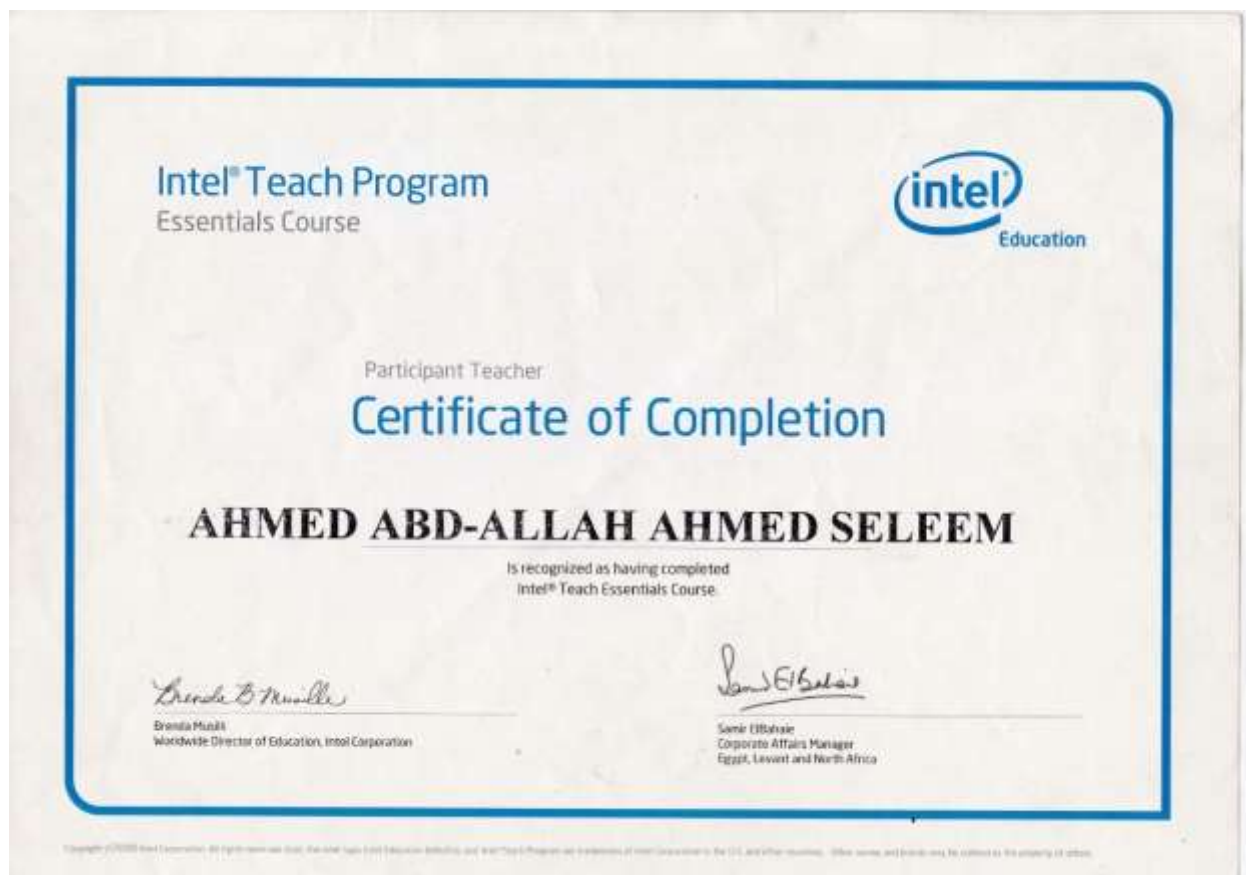 Intel® Teach Program
Essentials Course
intel
Education
Participant Teacher
Certificate of Completion
AHMED ABD-ALLAH AHMED SELEEM
Is recognized as having completed
Intel® Teach Essentials Course.
Brenda B Musilli
Brenda Musilli
Worldwide Director of Education, Intel Corporation
Samir ElBahaie
Corporate Affairs Manager
Egypt, Levant and North Africa